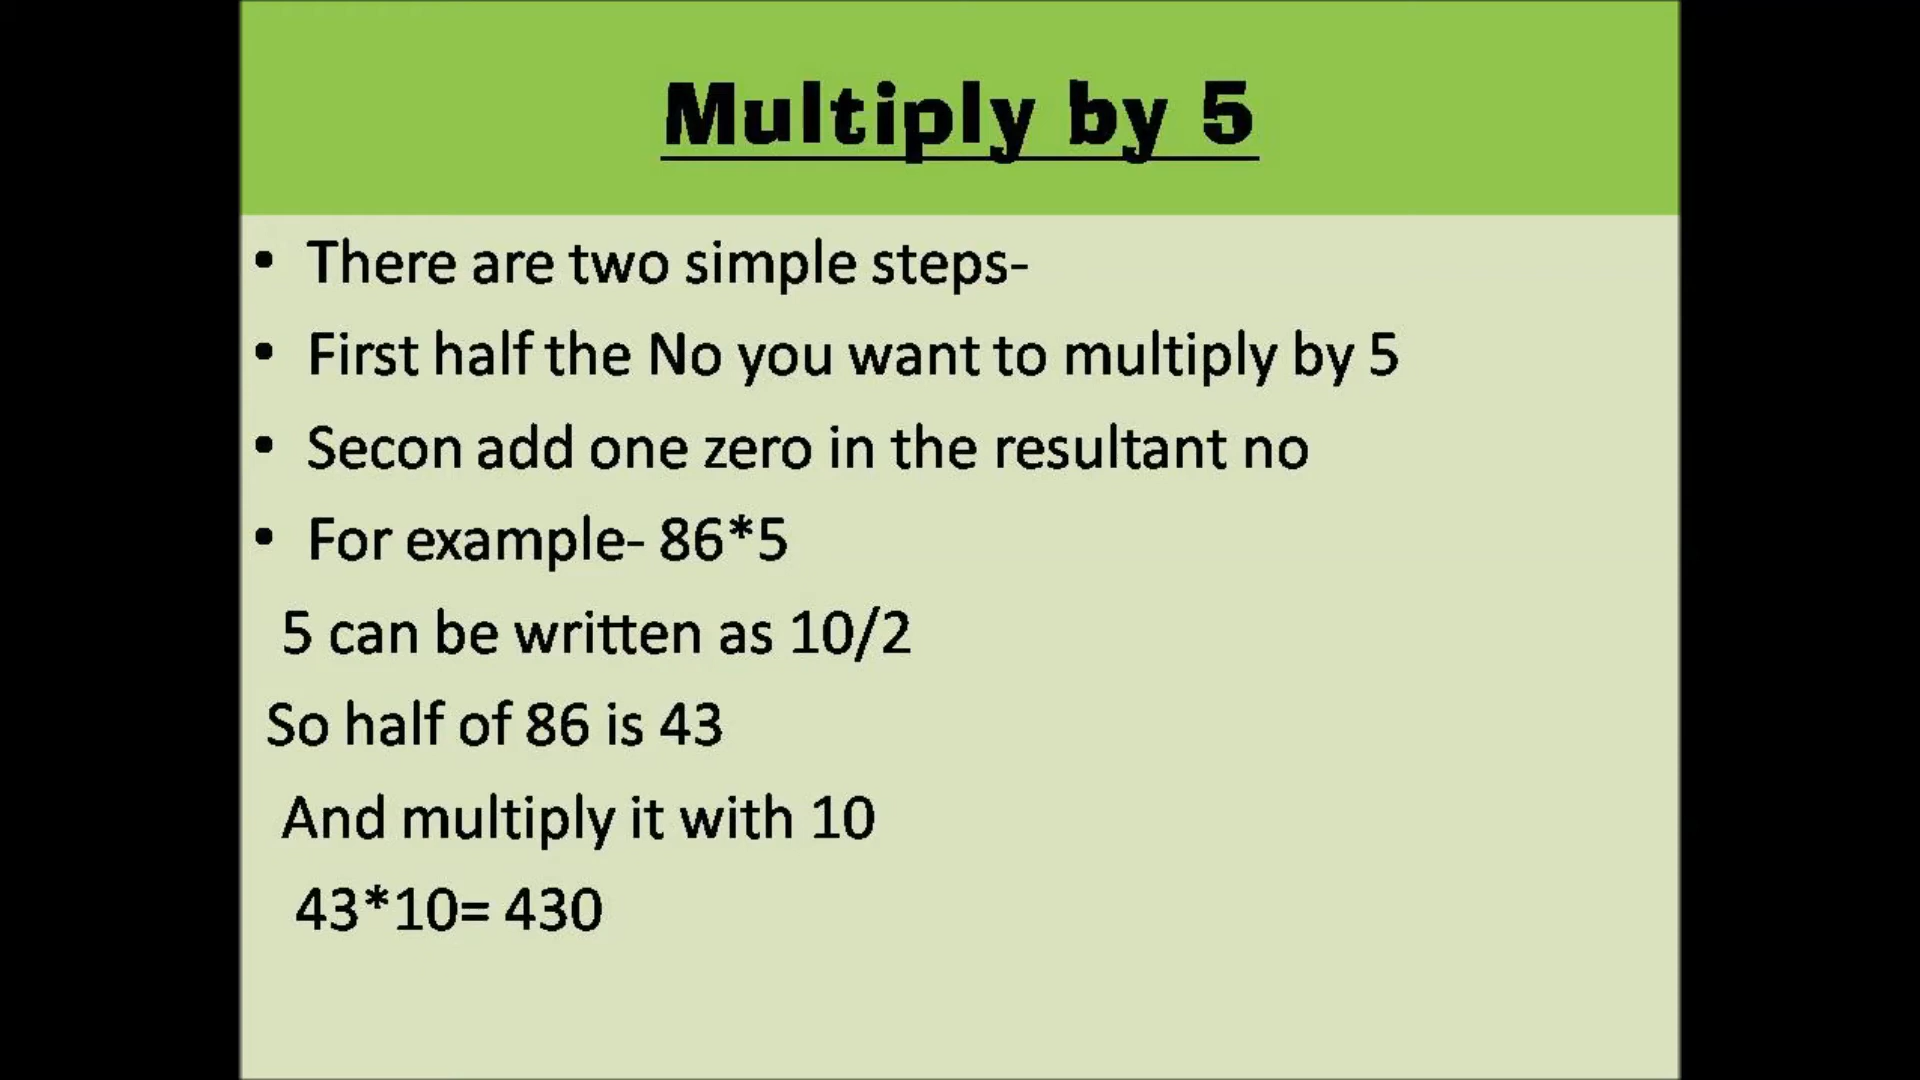 Multiply by 5
• There are two simple steps-
• First half the No you want to multiply by 5
• Secon add one zero in the resultant no
• For example- 86*5
5 can be written as 10/2
So half of 86 is 43
And multiply it with 10
43*10= 430